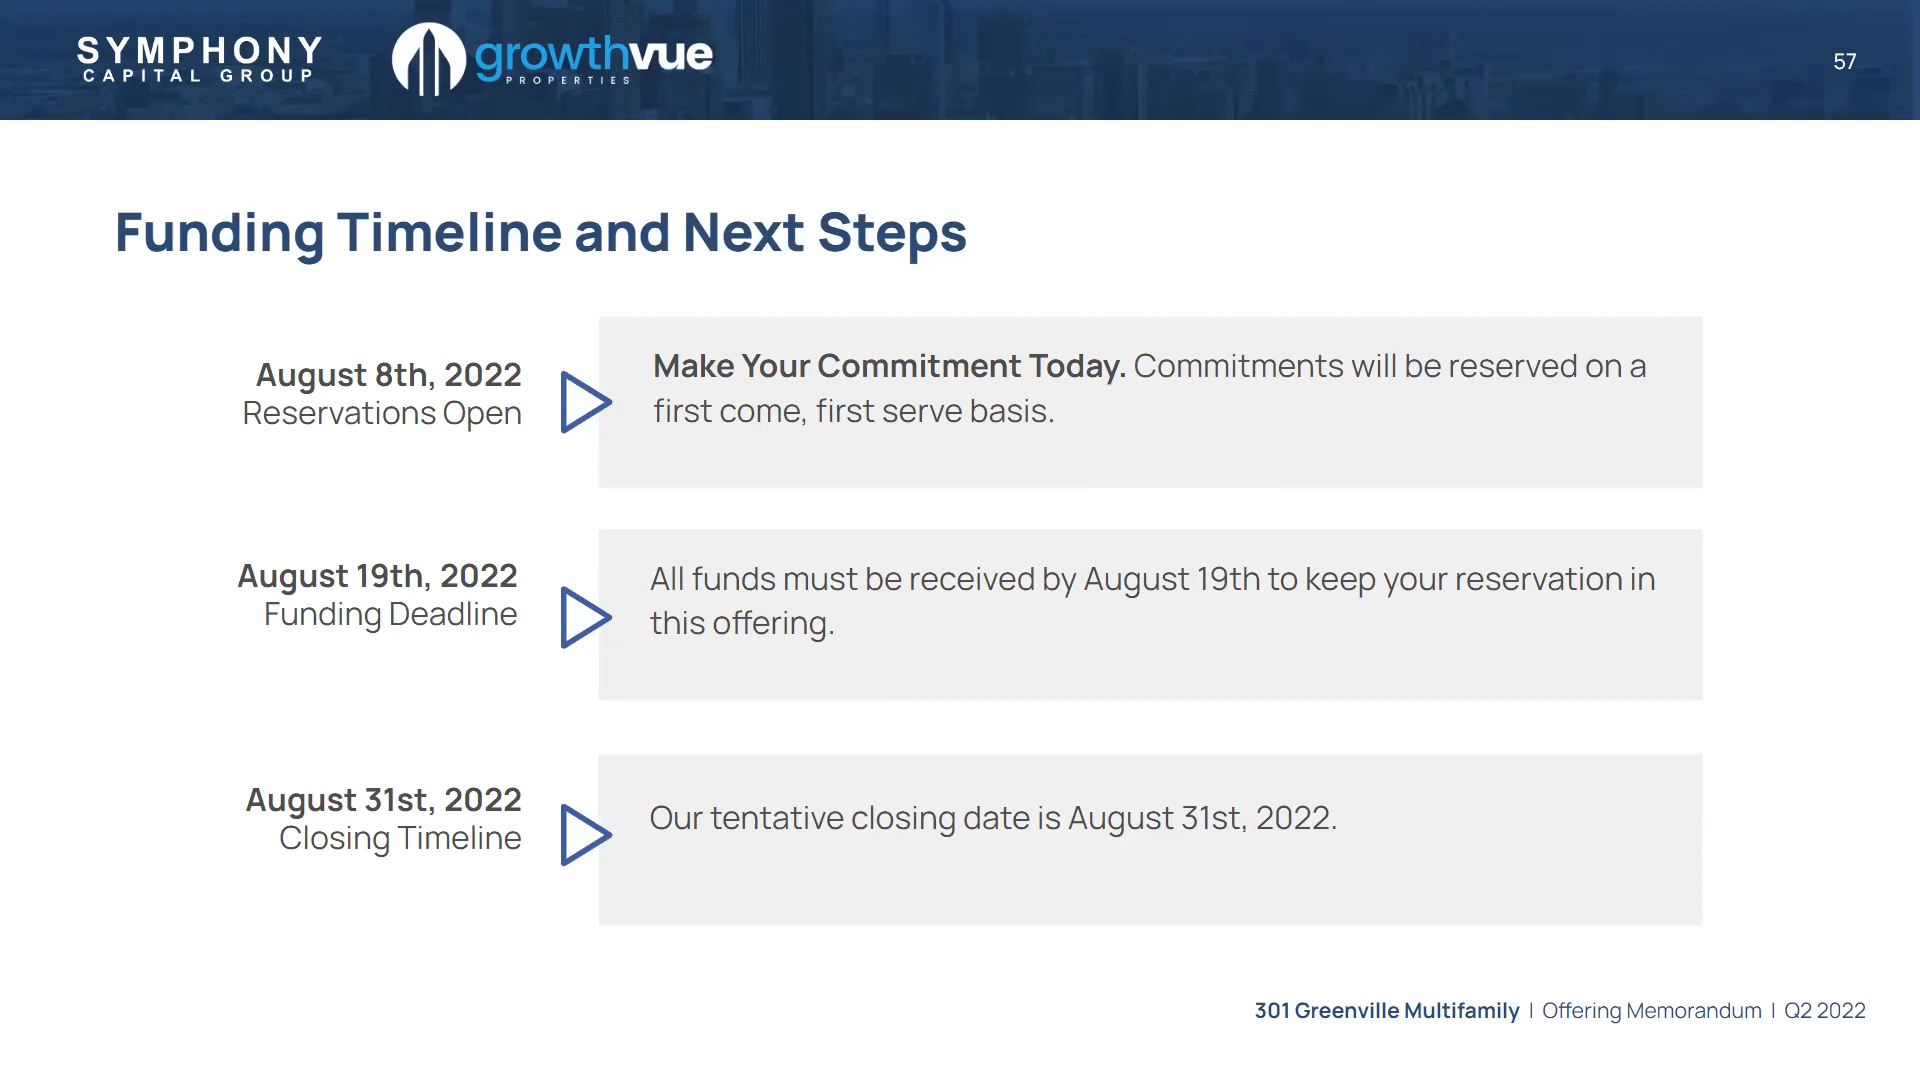 SYMPHONY
CAPITAL GROUP
growthvue
PROPERTIES
57
Funding Timeline and Next Steps
August 8th, 2022
Reservations Open
Make Your Commitment Today. Commitments will be reserved on a
first come, first serve basis.
August 19th, 2022
Funding Deadline
All funds must be received by August 19th to keep your reservation in
this offering.
August 31st, 2022
Closing Timeline
Our tentative closing date is August 31st, 2022.
301 Greenville Multifamily | Offering Memorandum | Q2 2022